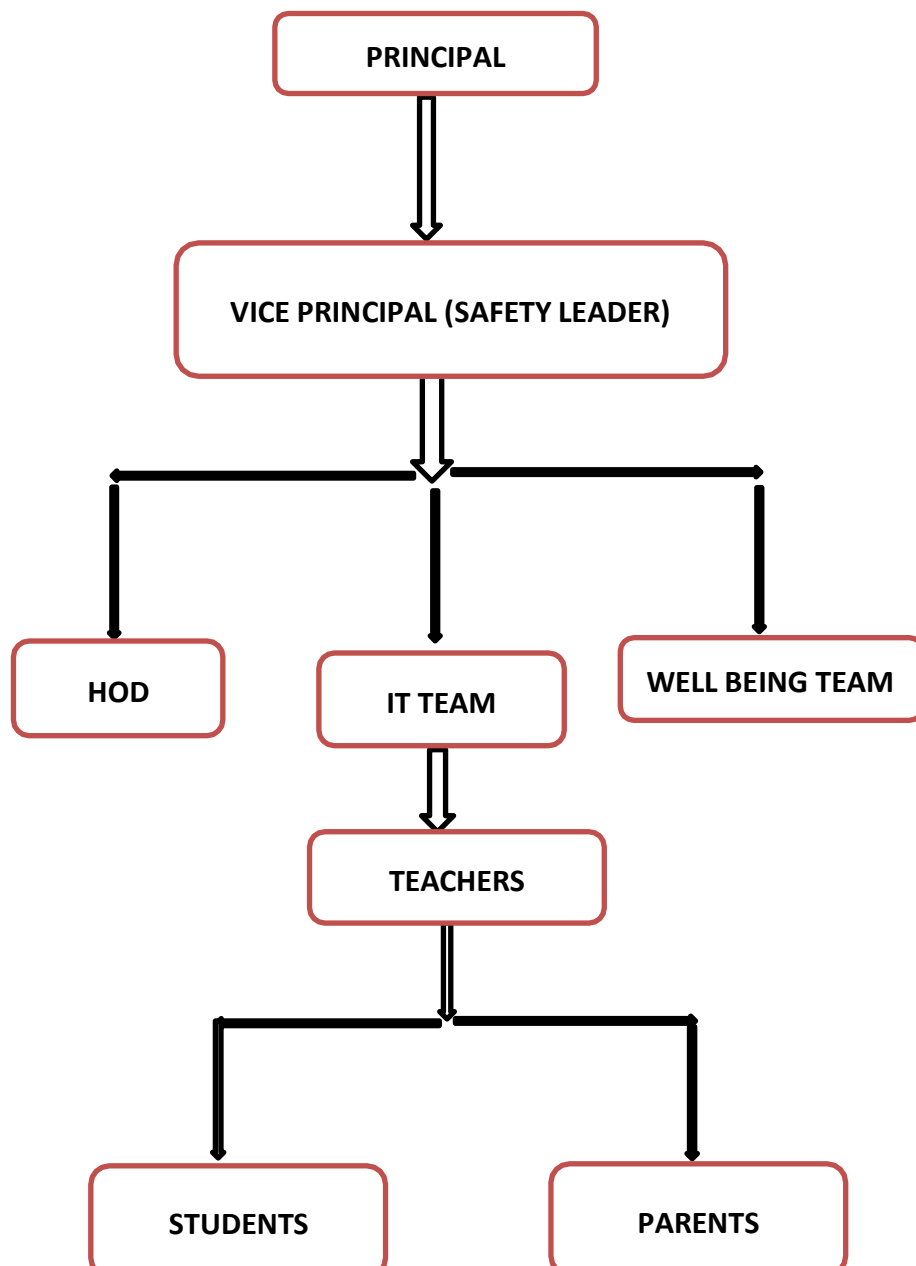 PRINCIPAL
VICE PRINCIPAL (SAFETY LEADER)
HOD
IT TEAM
WELL BEING TEAM
TEACHERS
STUDENTS
PARENTS